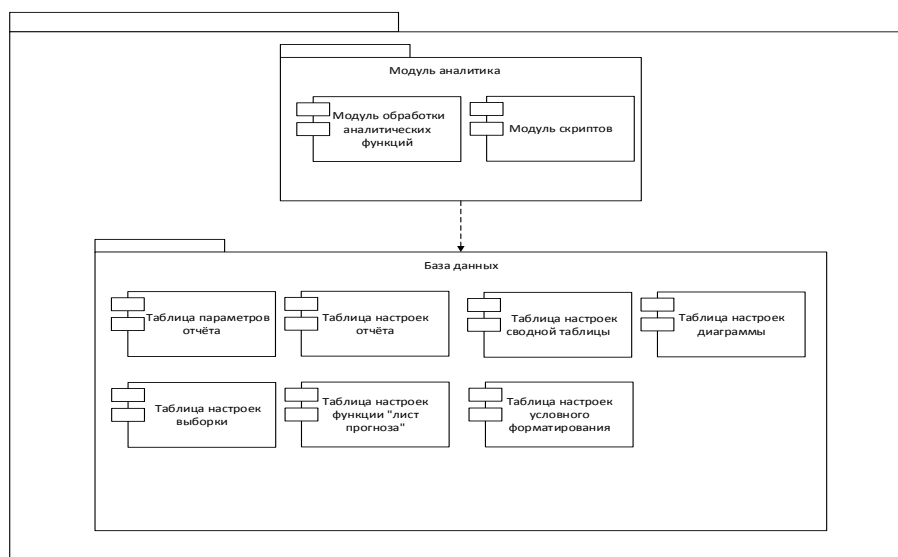 Модуль аналитика
Модуль обработки
аналитических
функций
Модуль скриптов
База данных
Таблица параметров
отчёта
Таблица настроек
отчёта
Таблица настроек
сводной таблицы
Таблица настроек
диаграммы
Таблица настроек
выборки
Таблица настроек
функции "лист
прогноза"
Таблица настроек
условного
форматирования